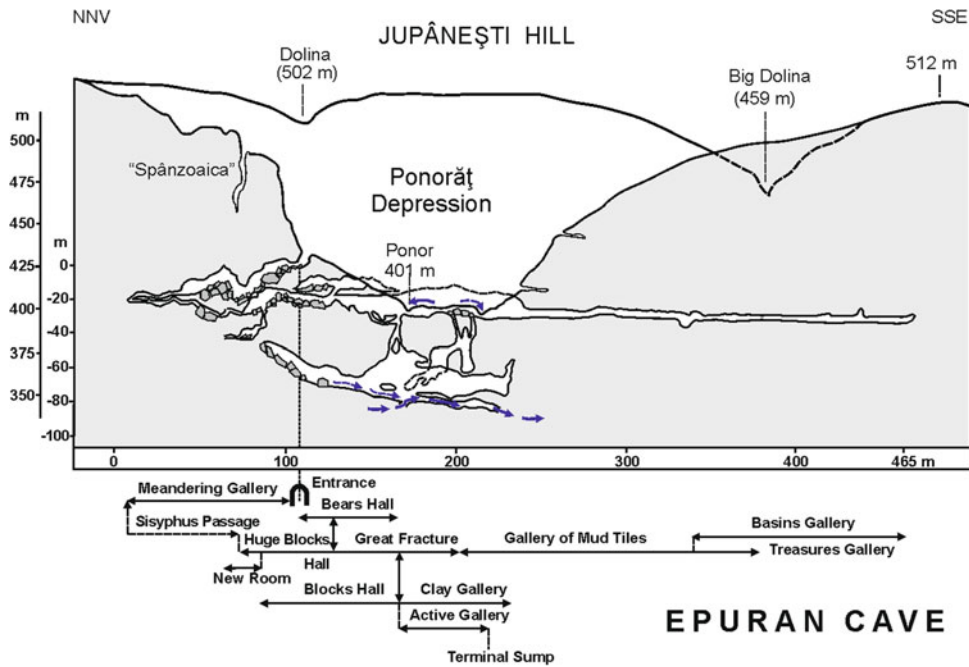 NNV
SSE
JUPÂNEŞTI HILL
Dolina
(502 m)
Big Dolina
(459 m)
512 m
m
500
475
450
425
400
375
350
"Spânzoaica"
Ponorăţ
Depression
Ponor
401 m
m
0
-20
-40
-60
-80
-100
0
100
200
300
400
465 m
Entrance
Meandering Gallery
Bears Hall
Sisyphus Passage
Huge Blocks
Hall
Great Fracture
Gallery of Mud Tiles
Basins Gallery
Treasures Gallery
New Room
Blocks Hall
Clay Gallery
Active Gallery
Terminal Sump
EPURAN CAVE